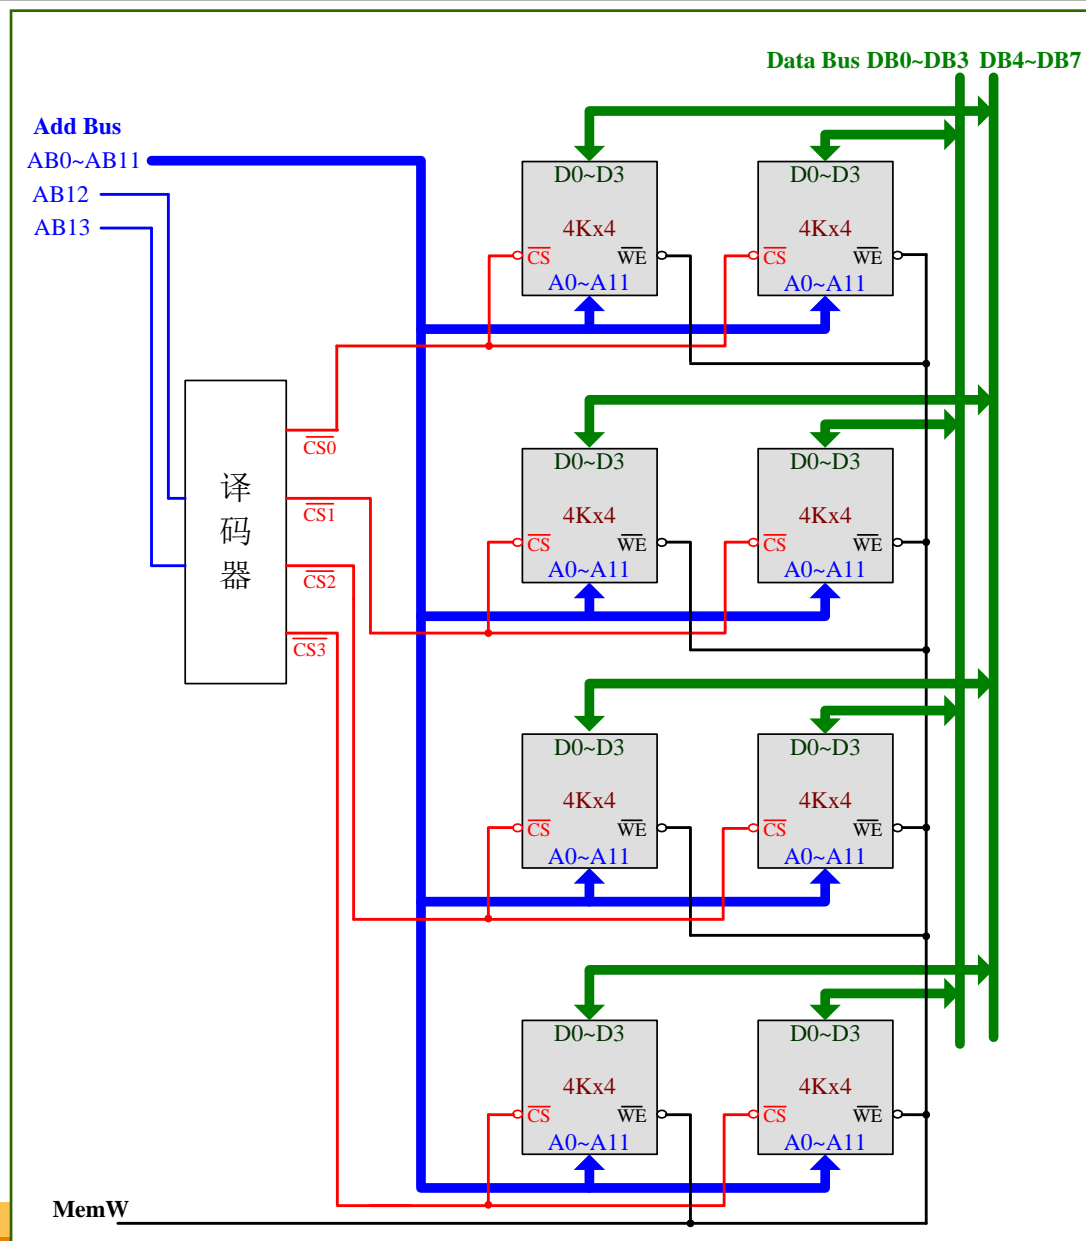 Data Bus DB0~DB3 DB4~DB7
Add Bus
AB0~AB11
AB12
AB13
D0~D3
4Kx4
CS
WE
A0~A11
D0~D3
4Kx4
CS
WE
A0~A11
CS0
CS1
CS2
CS3
译
码
器
D0~D3
4Kx4
CS
WE
A0~A11
D0~D3
4Kx4
CS
WE
A0~A11
D0~D3
4Kx4
CS
WE
A0~A11
D0~D3
4Kx4
CS
WE
A0~A11
D0~D3
4Kx4
CS
WE
A0~A11
D0~D3
4Kx4
CS
WE
A0~A11
MemW